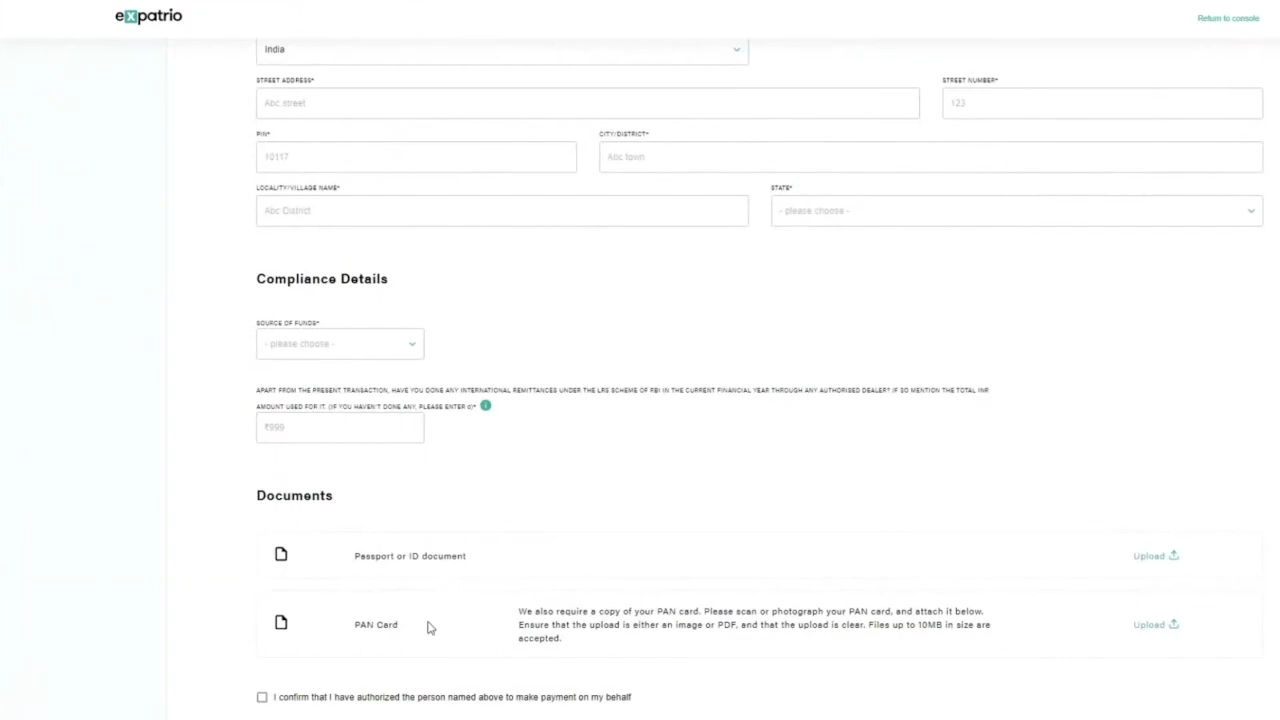 expatrio
Return to console
India
STREET ADDRESS*
STREET NUMBER*
Abc street
123
PIN*
CITY/DISTRICT*
10117
Abc town
LOCALITY/VILLAGE NAME*
STATE*
Abc District
- please choose -
Compliance Details
SOURCE OF FUNDS*
- please choose -
APART FROM THE PRESENT TRANSACTION, HAVE YOU DONE ANY INTERNATIONAL REMITTANCES UNDER THE LRS SCHEME OF RBI IN THE CURRENT FINANCIAL YEAR THROUGH ANY AUTHORISED DEALER? IF SO MENTION THE TOTAL INR
AMOUNT USED FOR IT. (IF YOU HAVEN'T DONE ANY, PLEASE ENTER 0)*
₹999
Documents
Passport or ID document
Upload
We also require a copy of your PAN card. Please scan or photograph your PAN card, and attach it below.
PAN Card
Ensure that the upload is either an image or PDF, and that the upload is clear. Files up to 10MB in size are
Upload
accepted.
I confirm that I have authorized the person named above to make payment on my behalf